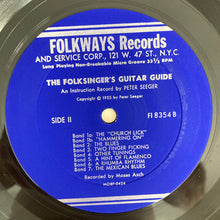 FOLKWAYS Records
AND SERVICE CORP., 121 W. 47 ST., N.Y.C.
Long Playing Non-Breakable Micro Groove 33⅓ RPM
THE FOLKSINGER'S GUITAR GUIDE
An Instruction Record by PETER SEEGER
Copyright © 1955 by Peter Seeger
SIDE II
FI 8354 B
Band 1a. THE "CHURCH LICK"
Band 1b. "HAMMERING ON"
Band 2. THE BLUES
Band 3. TWO FINGER PICKING
Band 4. OTHER TUNINGS
Band 5. A HINT OF FLAMENCO
Band 6. A RHUMBA RHYTHM
Band 7. THE MEXICAN BLUES
Recorded by Moses Asch